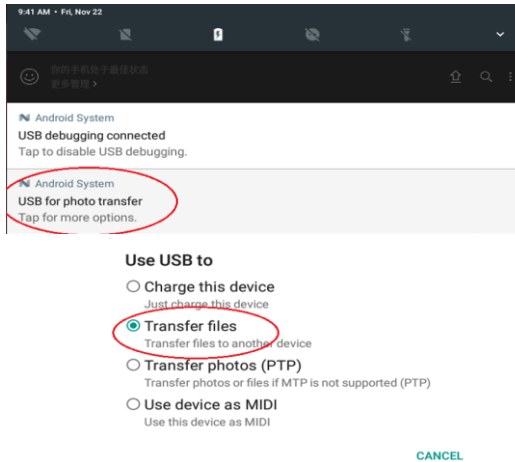 9:41 AM • Fri, Nov 22
你的手机处于最佳状态
更多管理 >
Android System
USB debugging connected
Tap to disable USB debugging.
Android System
USB for photo transfer
Tap for more options.
Use USB to
Charge this device
Just charge this device
Transfer files
Transfer files to another device
Transfer photos (PTP)
Transfer photos or files if MTP is not supported (PTP)
Use device as MIDI
Use this device as MIDI
CANCEL